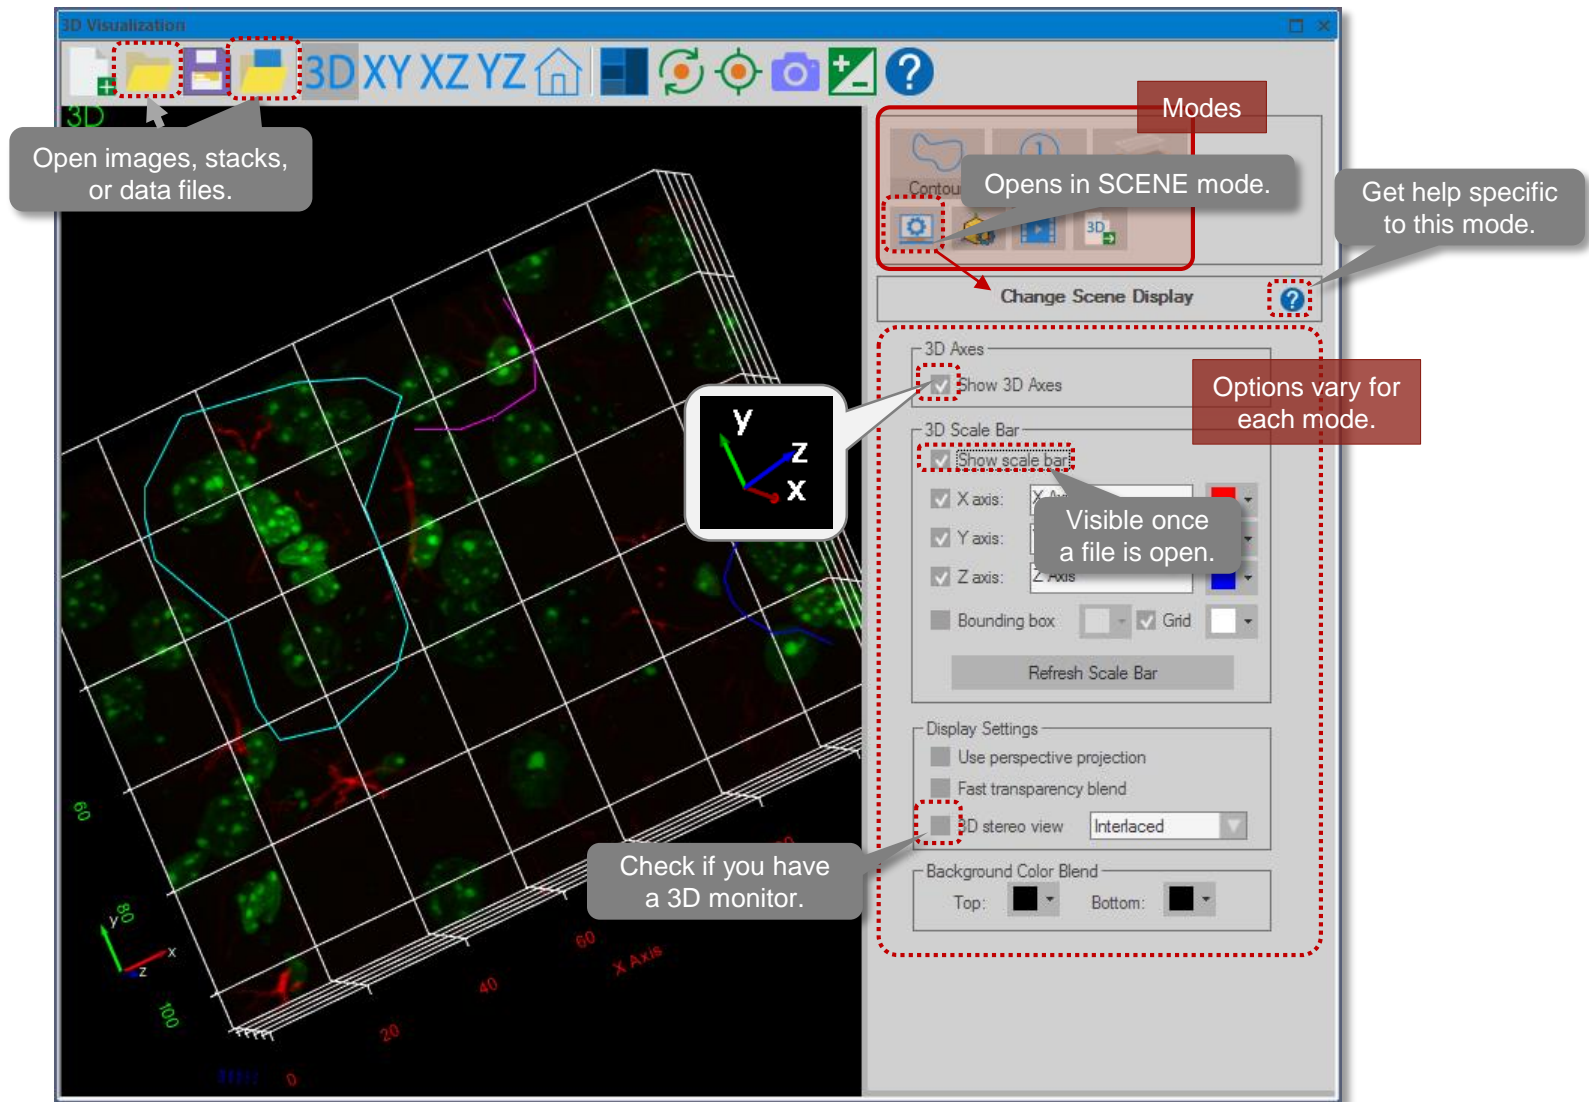 3D Visualization
3D XY XZ YZ
3D
Open images, stacks,
or data files.
Modes
1
Contou
Opens in SCENE mode.
3D
Get help specific
to this mode.
Change Scene Display
?
3D Axes
Show 3D Axes
Options vary for
each mode.
y
z
x
3D Scale Bar
Show scale bar
X axis:
Visible once
a file is open.
Y axis:
Z axis:
Z Axis
Bounding box
Grid
Refresh Scale Bar
Display Settings
Use perspective projection
Fast transparency blend
3D stereo view
Interlaced
Check if you have
a 3D monitor.
Background Color Blend
Top:
Bottom:
60
80
100
y
x
z
0
20
40
60
X Axis